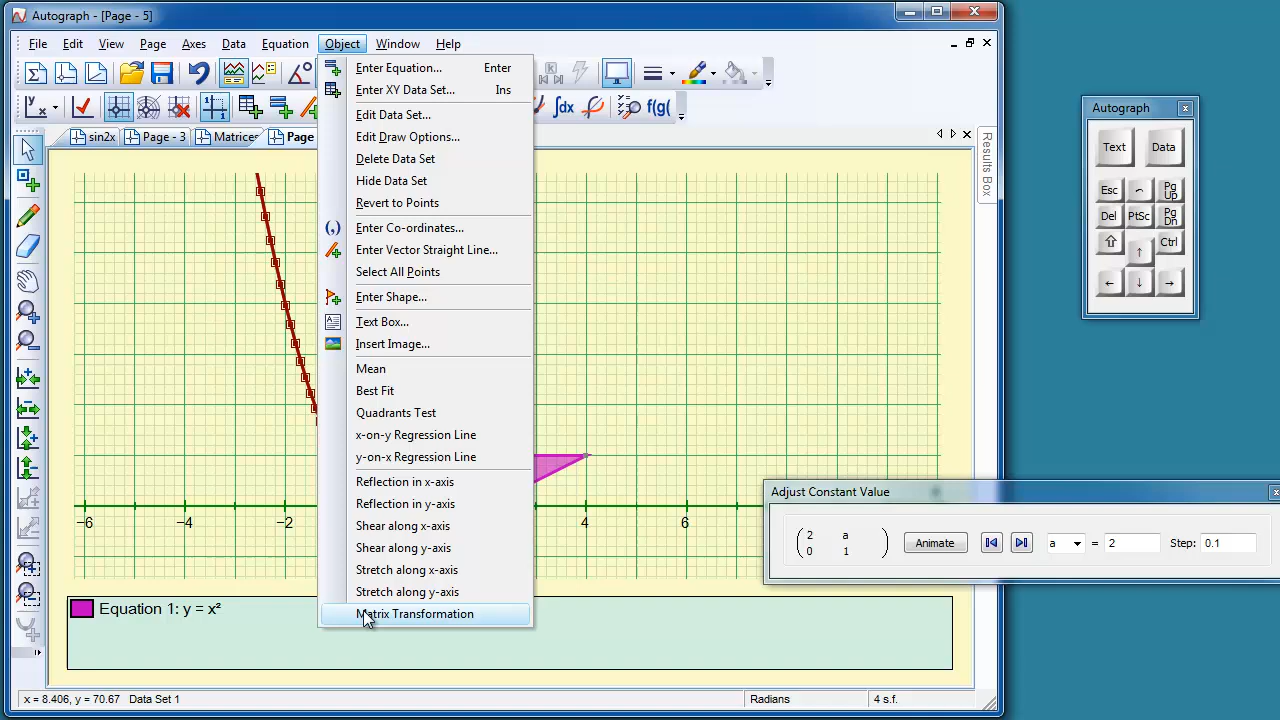 Autograph - [Page - 5]
File Edit View Page Axes Data Equation Object Window Help
K
∫dx f(g(
sin2x Page - 3 Matrice Page
Enter Equation... Enter
Enter XY Data Set... Ins
Edit Data Set...
Edit Draw Options...
Delete Data Set
Hide Data Set
Revert to Points
(,) Enter Co-ordinates...
Enter Vector Straight Line...
Select All Points
Enter Shape...
Text Box...
Insert Image...
Mean
Best Fit
Quadrants Test
x-on-y Regression Line
y-on-x Regression Line
Reflection in x-axis
Reflection in y-axis
Shear along x-axis
Shear along y-axis
Stretch along x-axis
Stretch along y-axis
Matrix Transformation
Results Box
−6 −4 −2 4 6
Equation 1: y = x²
x = 8.406, y = 70.67 Data Set 1 Radians 4 s.f.
Autograph x
Text Data
Esc Pg Up
Del PtSc Pg Dn
Ctrl
Adjust Constant Value
2 a
0 1
Animate a = 2 Step: 0.1